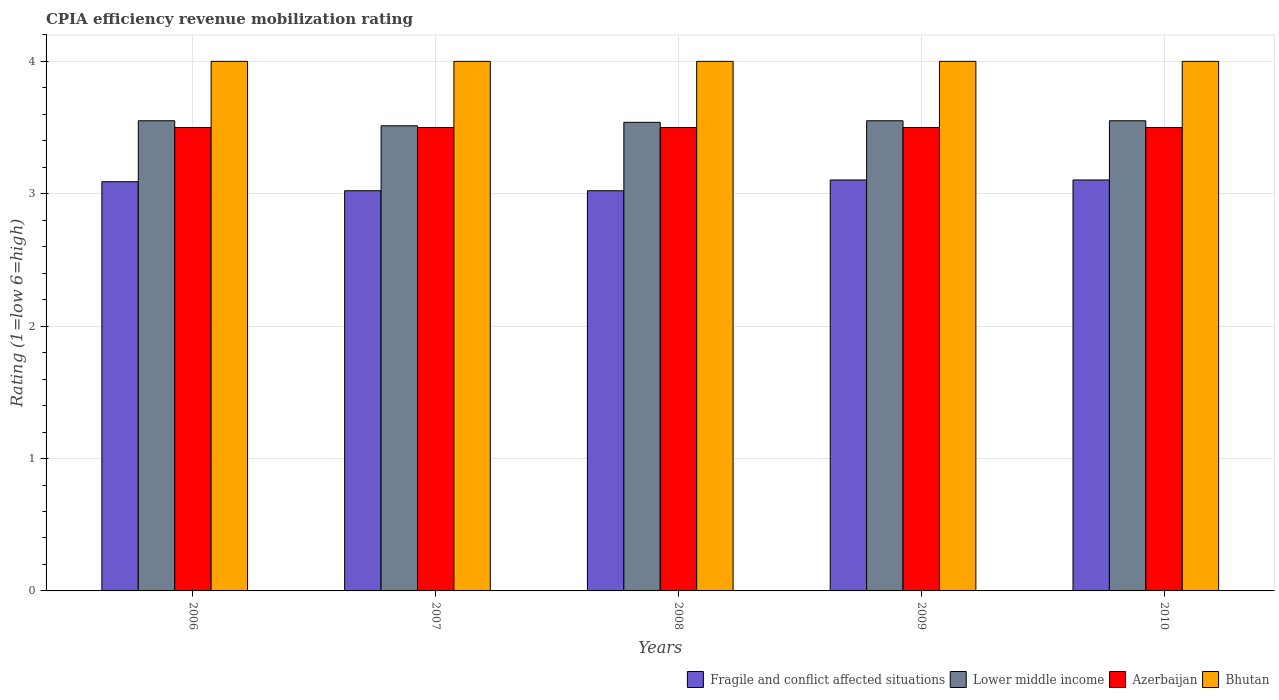 CPIA efficiency revenue mobilization rating
Rating (1=low 6=high)
4
3
2
1
0
2006
2007
2008
2009
2010
Years
Fragile and conflict affected situations
Lower middle income
Azerbaijan
Bhutan